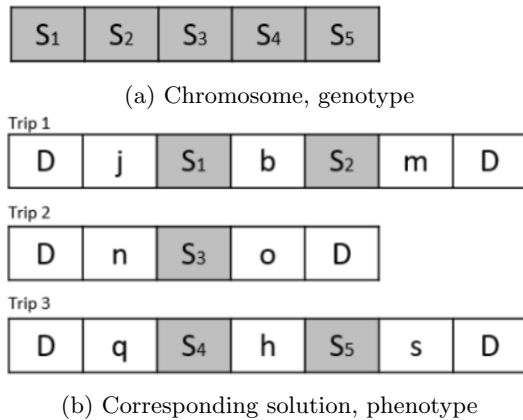 S1 S2 S3 S4 S5
(a) Chromosome, genotype
Trip 1
D j S1 b S2 m D
Trip 2
D n S3 o D
Trip 3
D q S4 h S5 s D
(b) Corresponding solution, phenotype